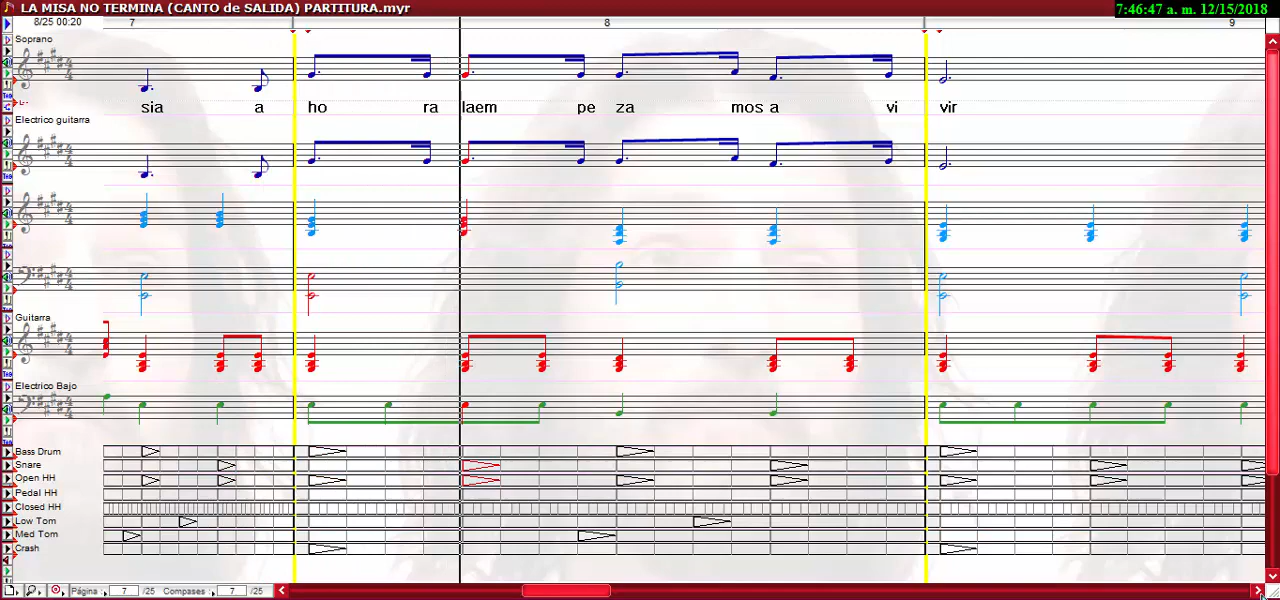 LA MISA NO TERMINA (CANTO de SALIDA) PARTITURA.myr
7:46:47 a. m. 12/15/2018
8/25 00:20 7 8 9
Soprano
sia a ho ra laem pe za mos a vi vir
Electrico guitarra
Guitarra
Electrico Bajo
Bass Drum
Snare
Open HH
Pedal HH
Closed HH
Low Tom
Med Tom
Crash
Página : 7 /25 Compases : 7 /25